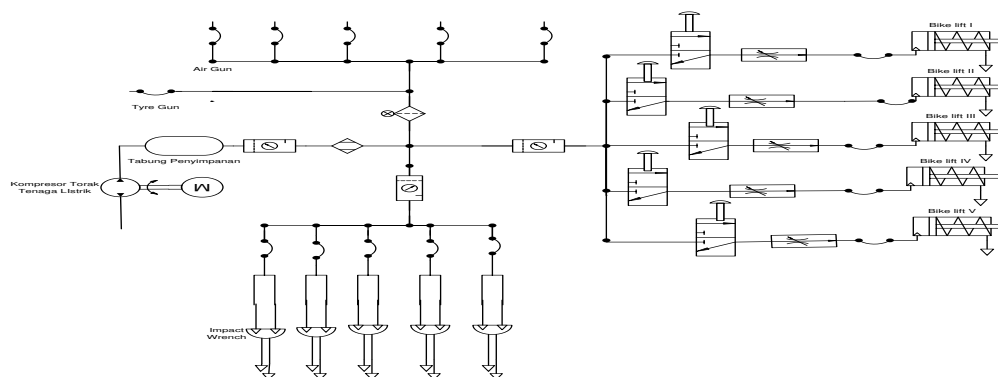 Bike lift I
Air Gun
Bike lift II
Tyre Gun
Bike lift III
Tabung Penyimpanan
Bike lift IV
Kompresor Torak
Tenaga LIstrik
M
Bike lift V
Impact
Wrench